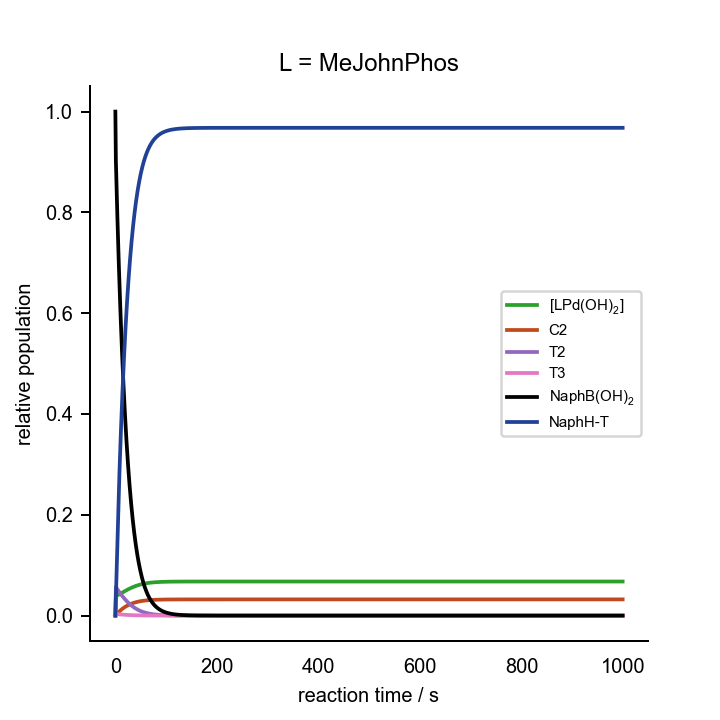 L = MeJohnPhos
relative population
1.0
0.8
0.6
0.4
0.2
0.0
[LPd(OH)₂]
C2
T2
T3
NaphB(OH)₂
NaphH-T
0 200 400 600 800 1000
reaction time / s